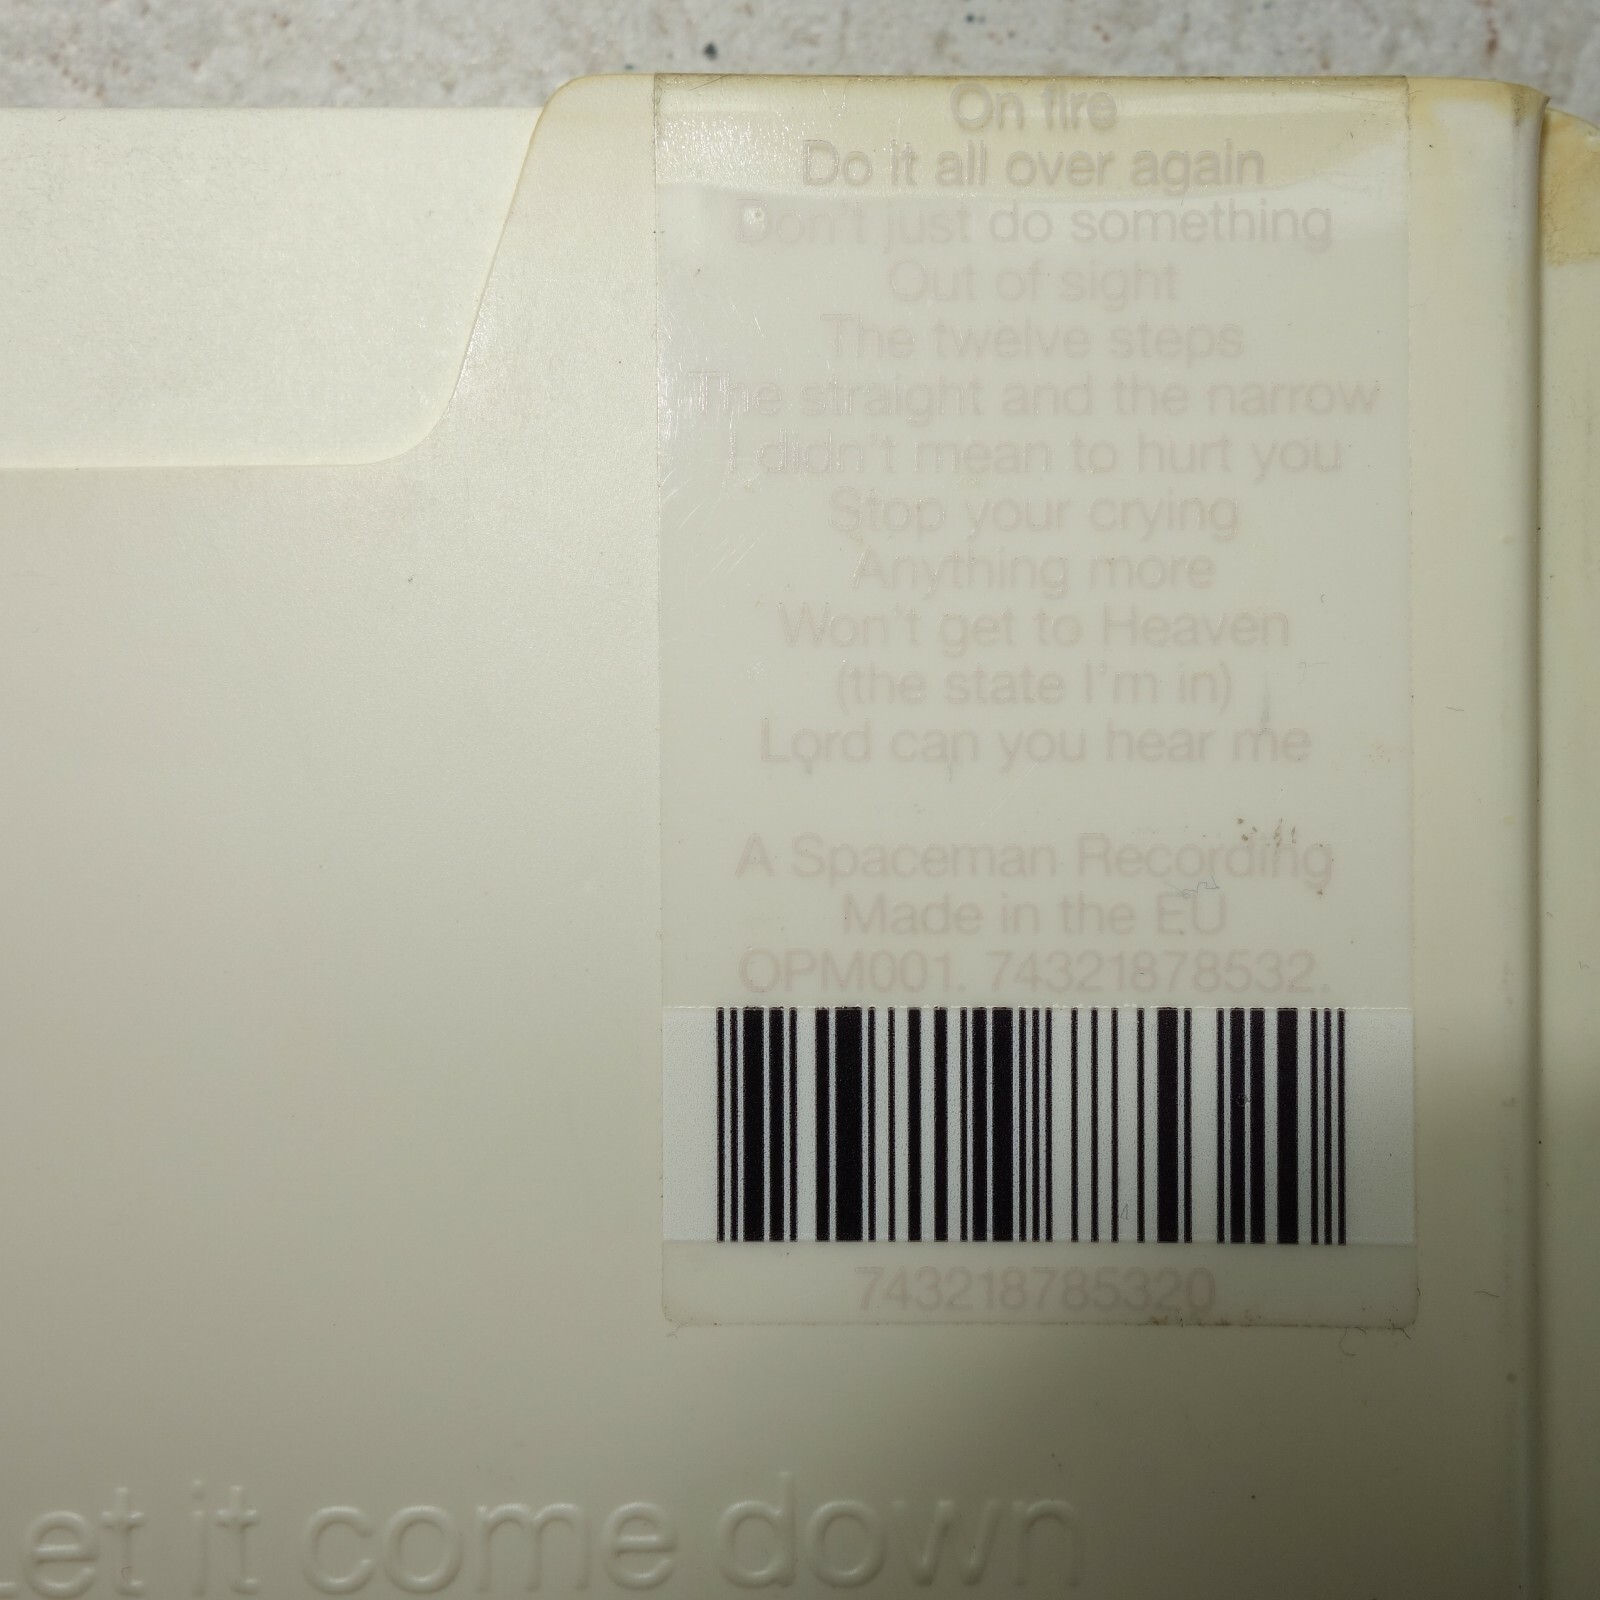 On fire
Do it all over again
Don't just do something
Out of sight
The twelve steps
The straight and the narrow
I didn't mean to hurt you
Stop your crying
Anything more
Won't get to Heaven
(the state I'm in)
Lord can you hear me
A Spaceman Recording
Made in the EU
OPM001. 74321878532.
743218785320
Let it come down